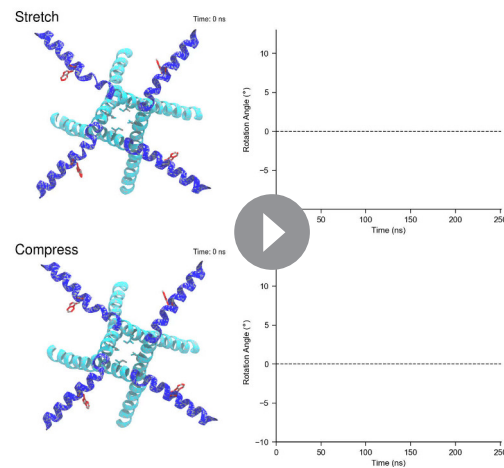 Stretch
Time: 0 ns
10
5
0
−5
Rotation Angle (°)
50 100 150 200 250
Time (ns)
Compress
Time: 0 ns
10
5
0
−5
−10
Rotation Angle (°)
0 50 100 150 200 250
Time (ns)